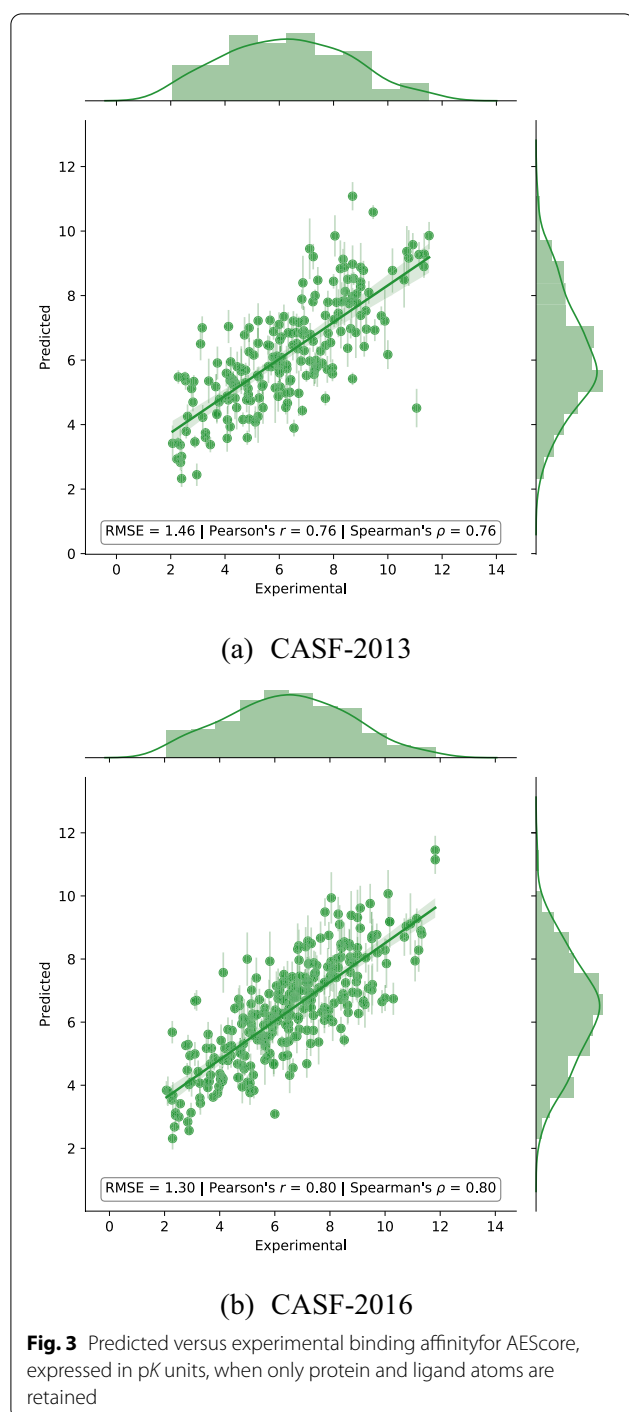 12
10
8
6
4
2
0
Predicted
RMSE = 1.46 | Pearson's r = 0.76 | Spearman's ρ = 0.76
0 2 4 6 8 10 12 14
Experimental
(a) CASF-2013
12
10
8
6
4
2
Predicted
RMSE = 1.30 | Pearson's r = 0.80 | Spearman's ρ = 0.80
0 2 4 6 8 10 12 14
Experimental
(b) CASF-2016
Fig. 3 Predicted versus experimental binding affinityfor AEScore,
expressed in pK units, when only protein and ligand atoms are
retained